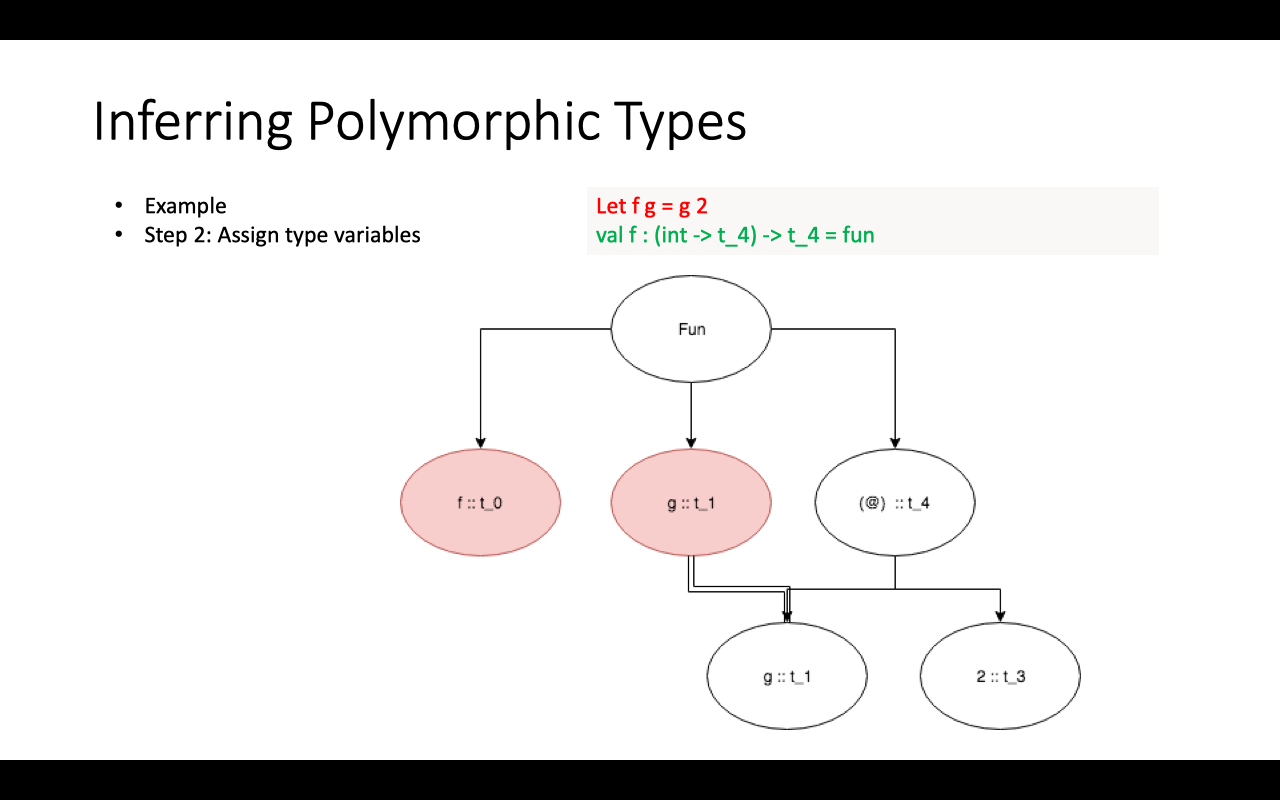 Inferring Polymorphic Types
• Example
• Step 2: Assign type variables
Let f g = g 2
val f : (int -> t_4) -> t_4 = fun
Fun
f :: t_0
g :: t_1
(@) :: t_4
g :: t_1
2 :: t_3